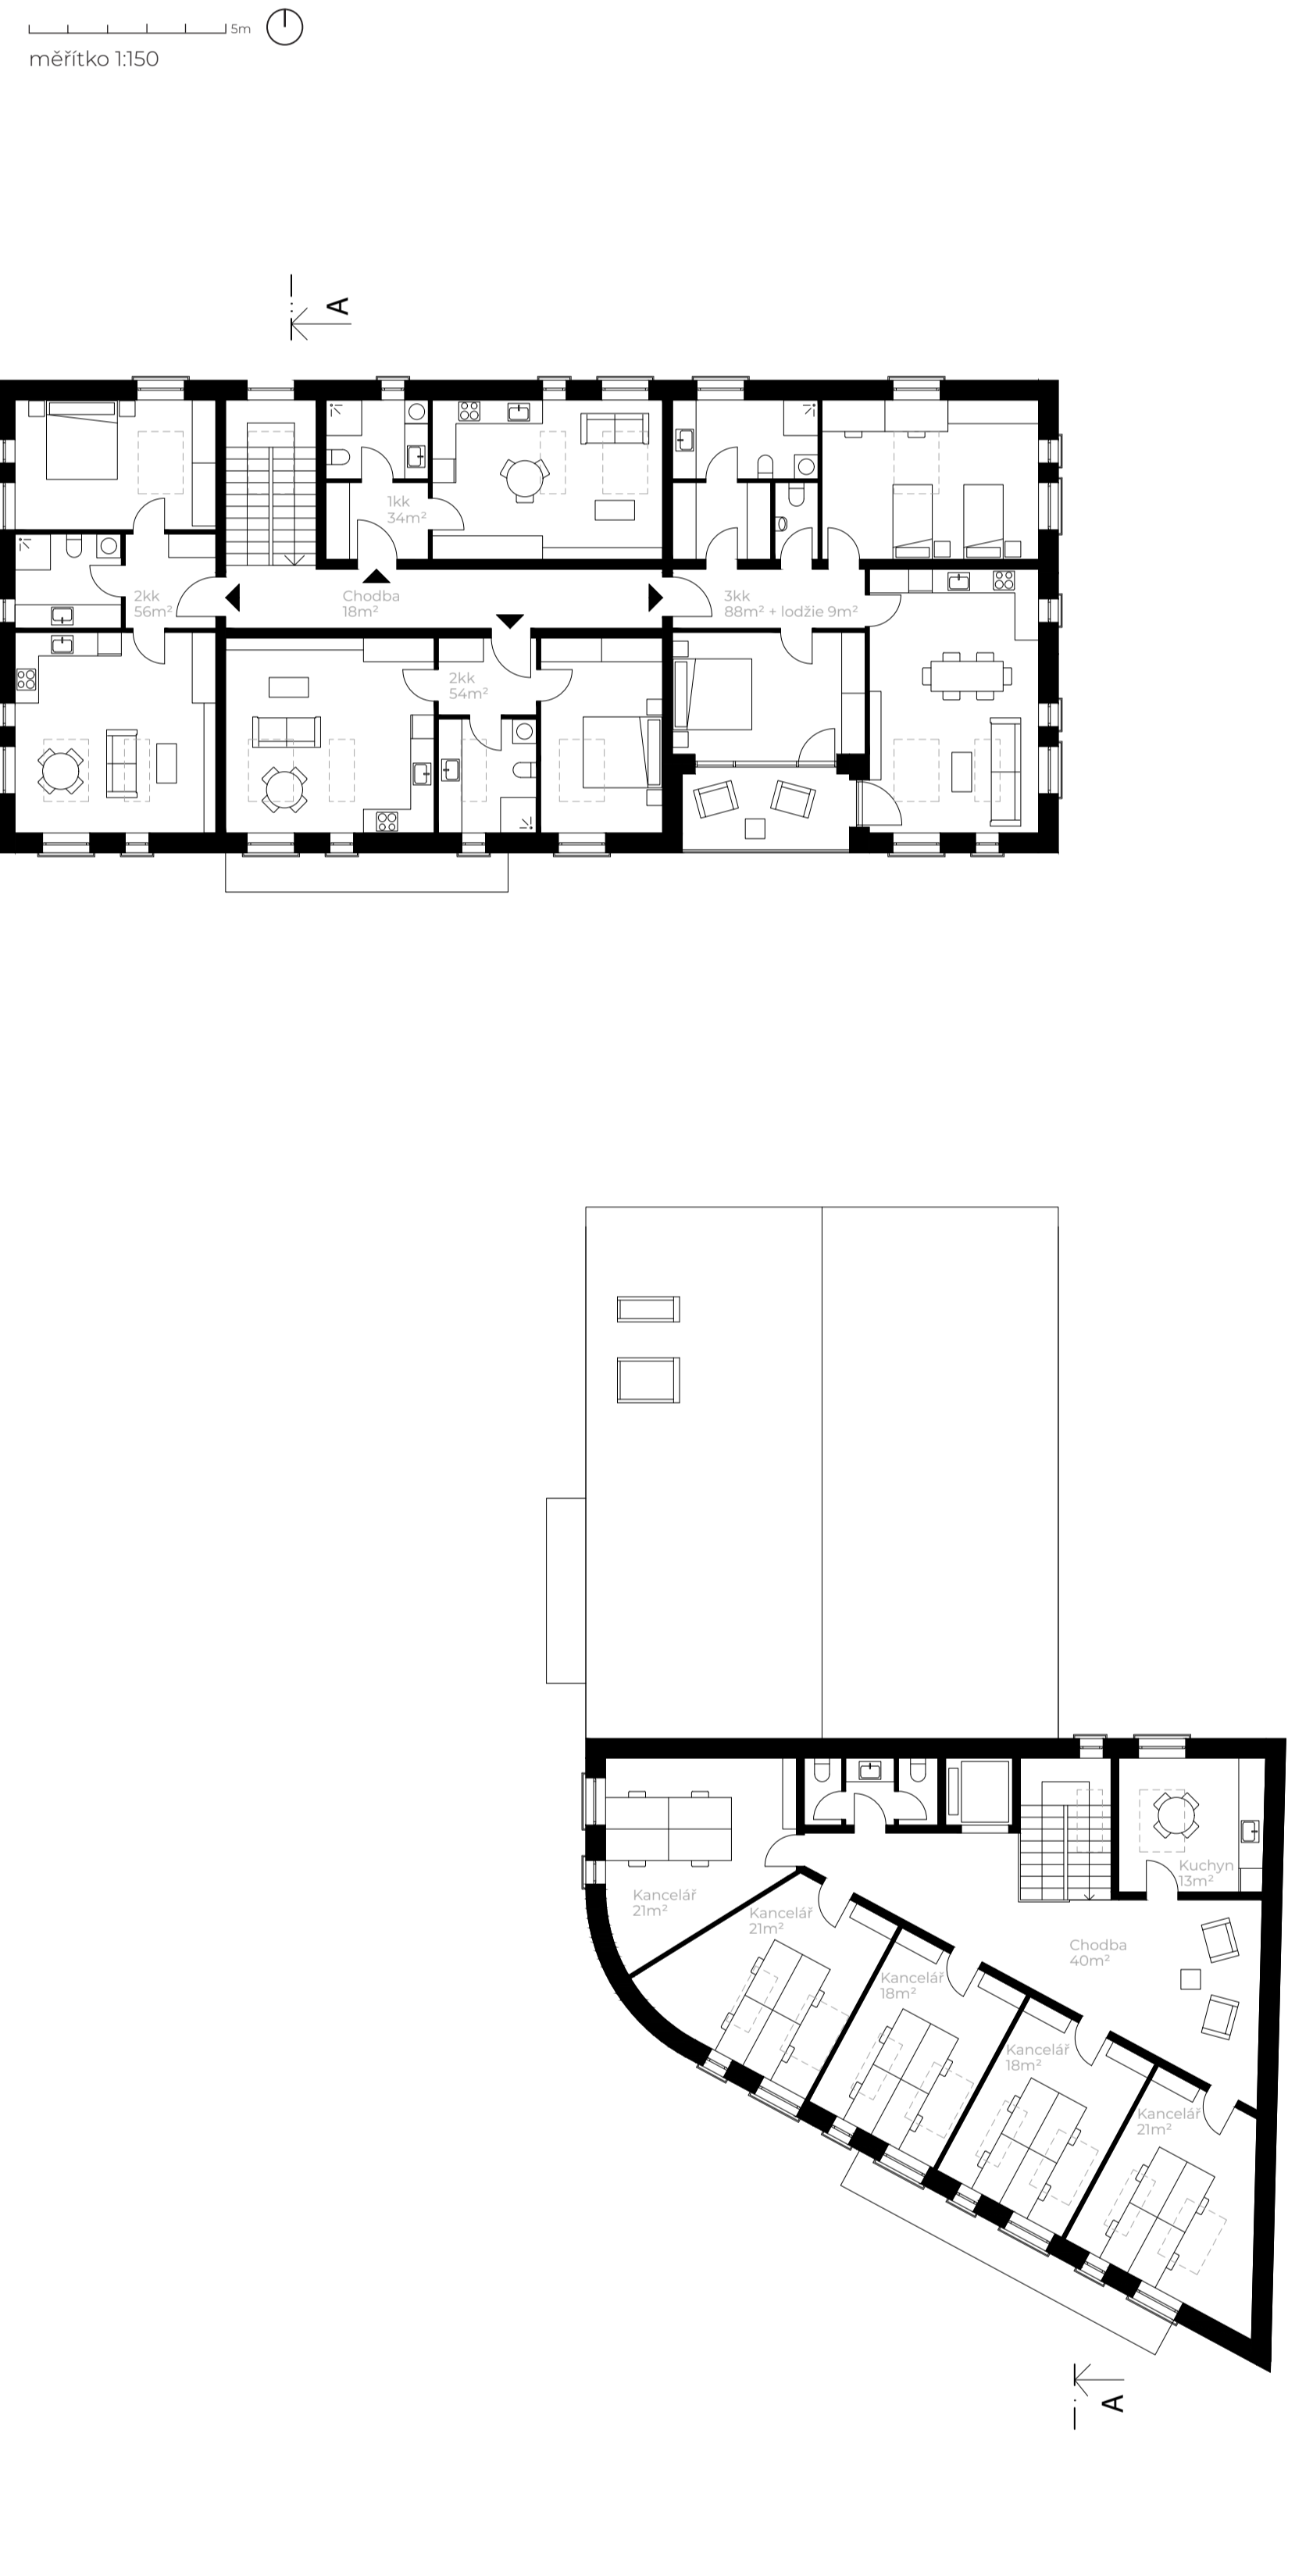 5m
měřítko 1:150
A
1kk
34m²
2kk
56m²
Chodba
18m²
3kk
88m² + lodžie 9m²
2kk
54m²
Kuchyn
13m²
Kancelář
21m²
Kancelář
21m²
Chodba
40m²
Kancelář
18m²
Kancelář
18m²
Kancelář
21m²
A